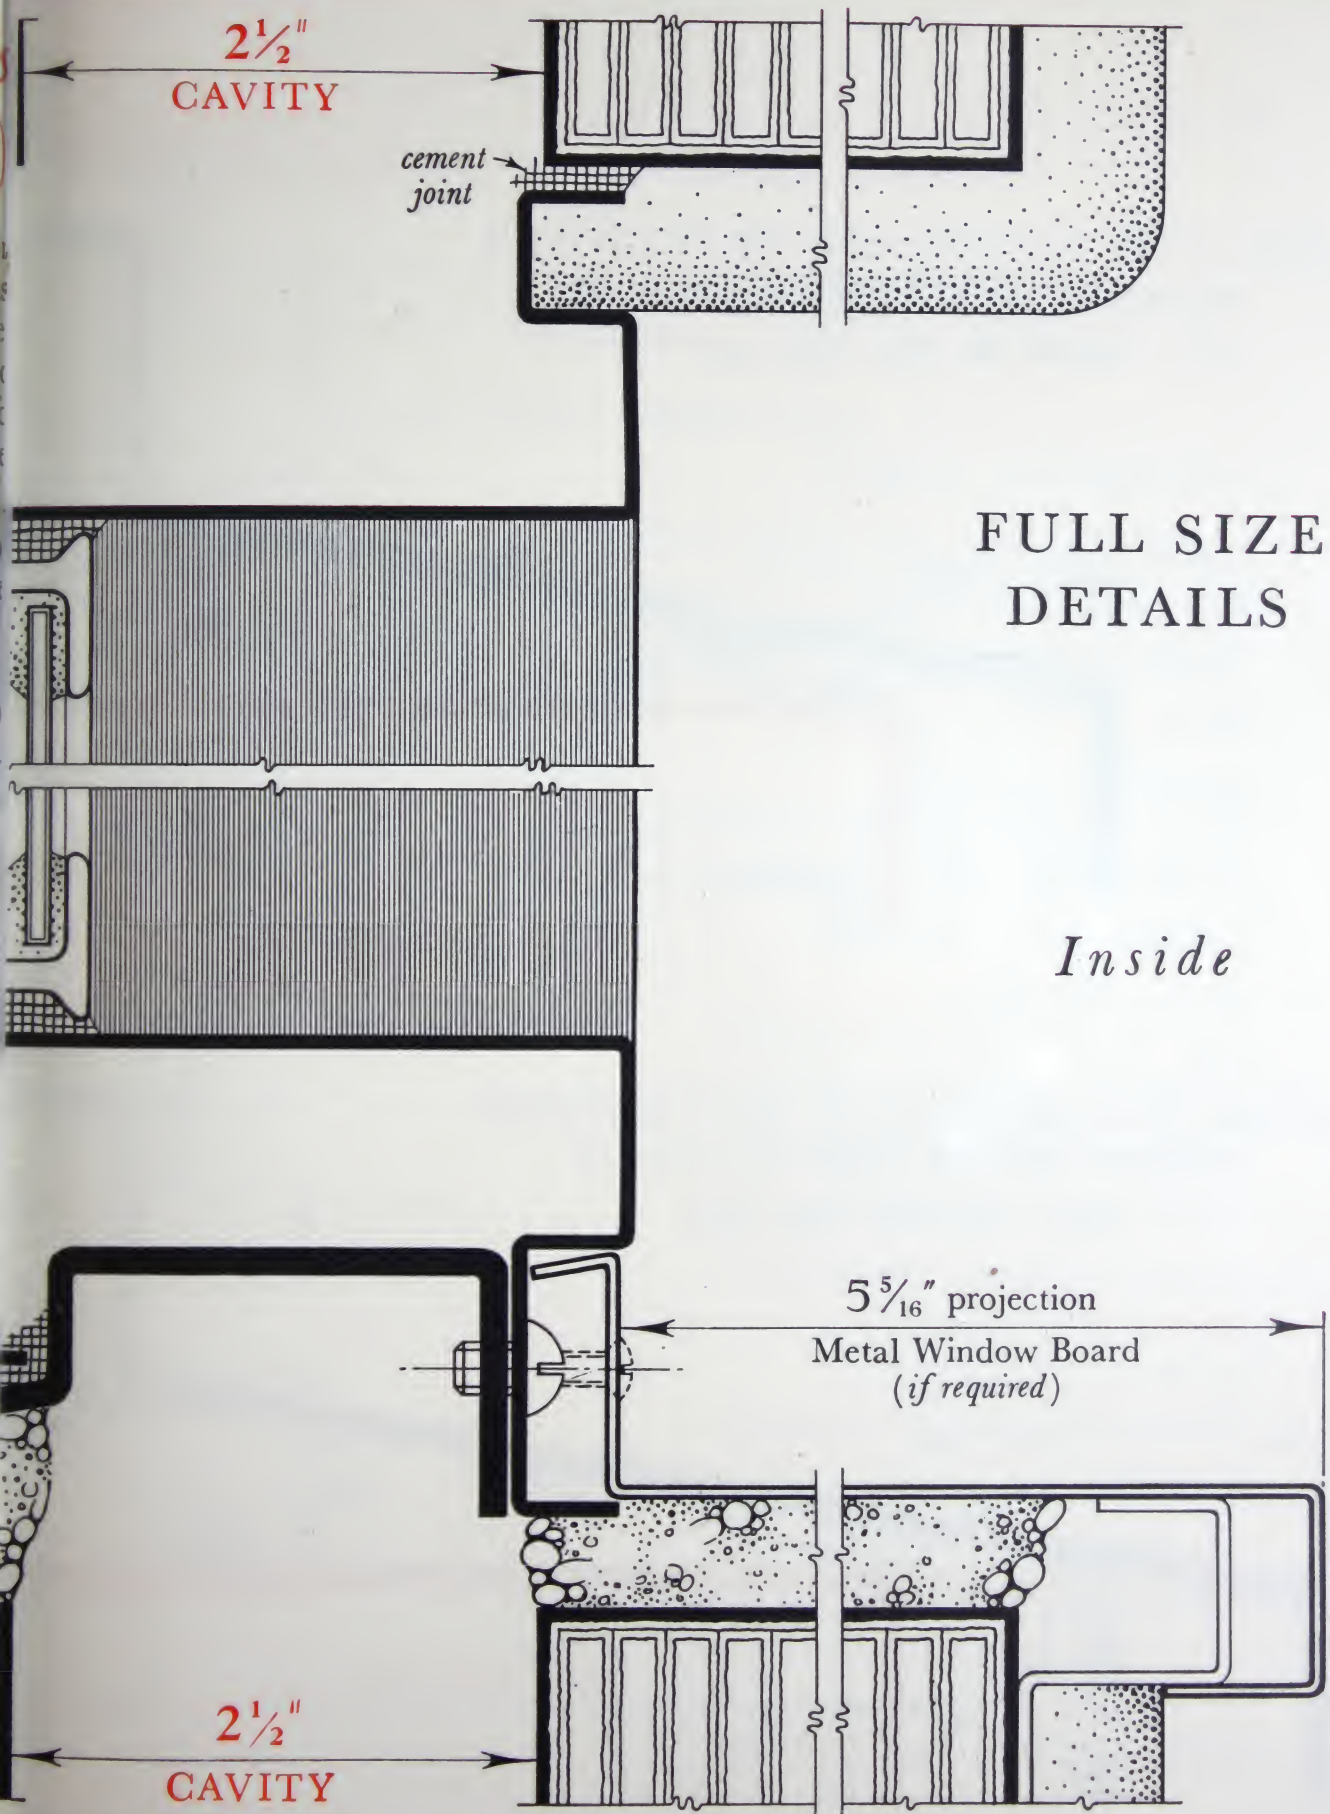 2½"
CAVITY
cement
joint
FULL SIZE
DETAILS
Inside
5 5/16" projection
Metal Window Board
(if required)
2½"
CAVITY